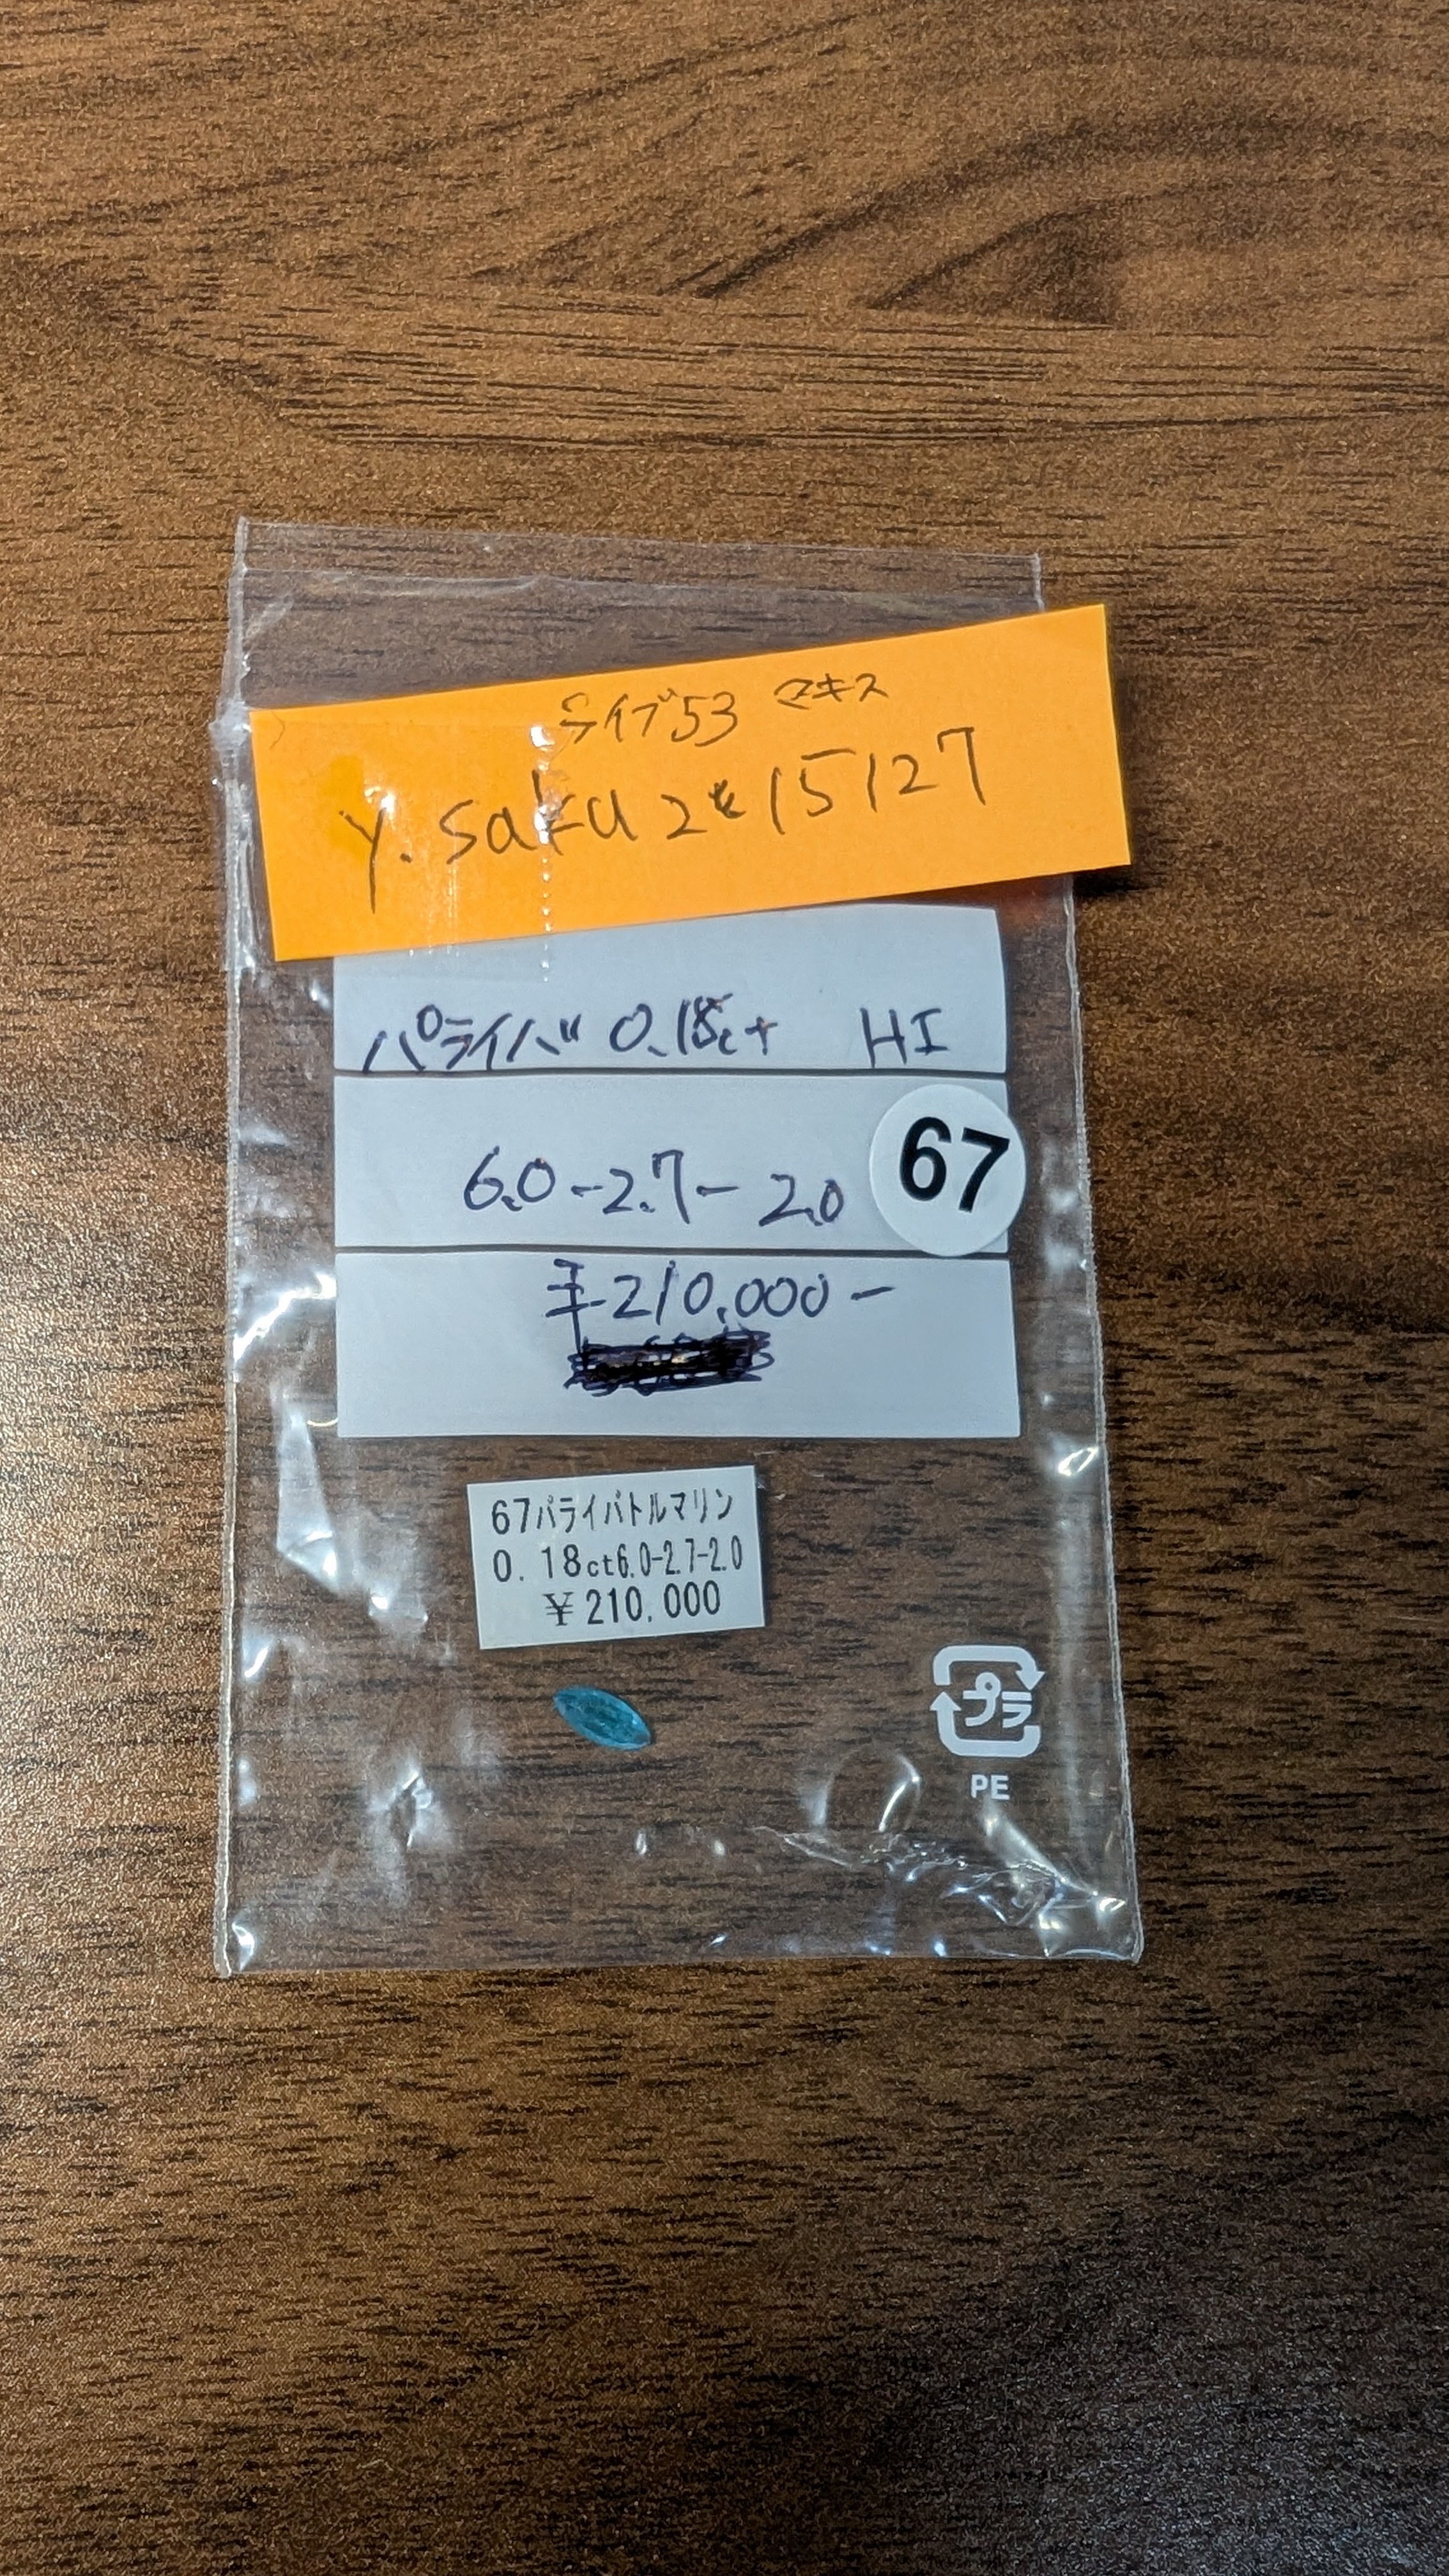 ライブ53 マキス
y.saku2*15127
パライバ 0.18ct HI
6.0-2.7-2.0
67
¥210,000-
67パライバトルマリン
0.18ct6.0-2.7-2.0
¥210,000
プラ
PE